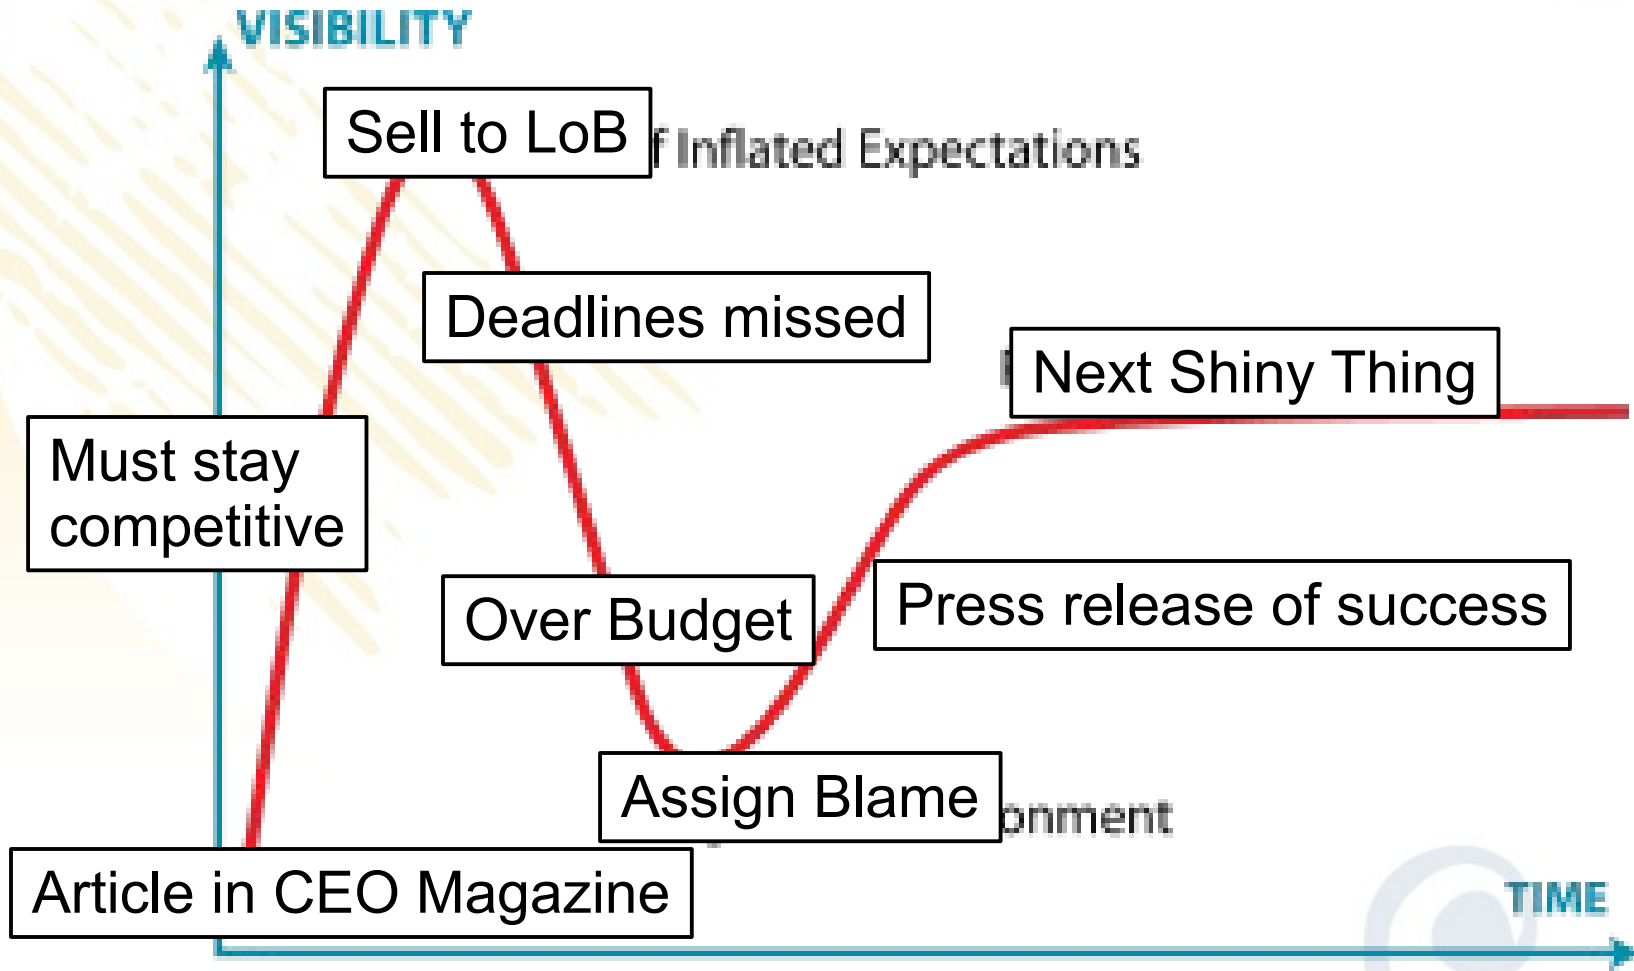 VISIBILITY
Sell to LoB
f Inflated Expectations
Deadlines missed
Next Shiny Thing
Must stay
competitive
Over Budget
Press release of success
Assign Blame
onment
Article in CEO Magazine
TIME